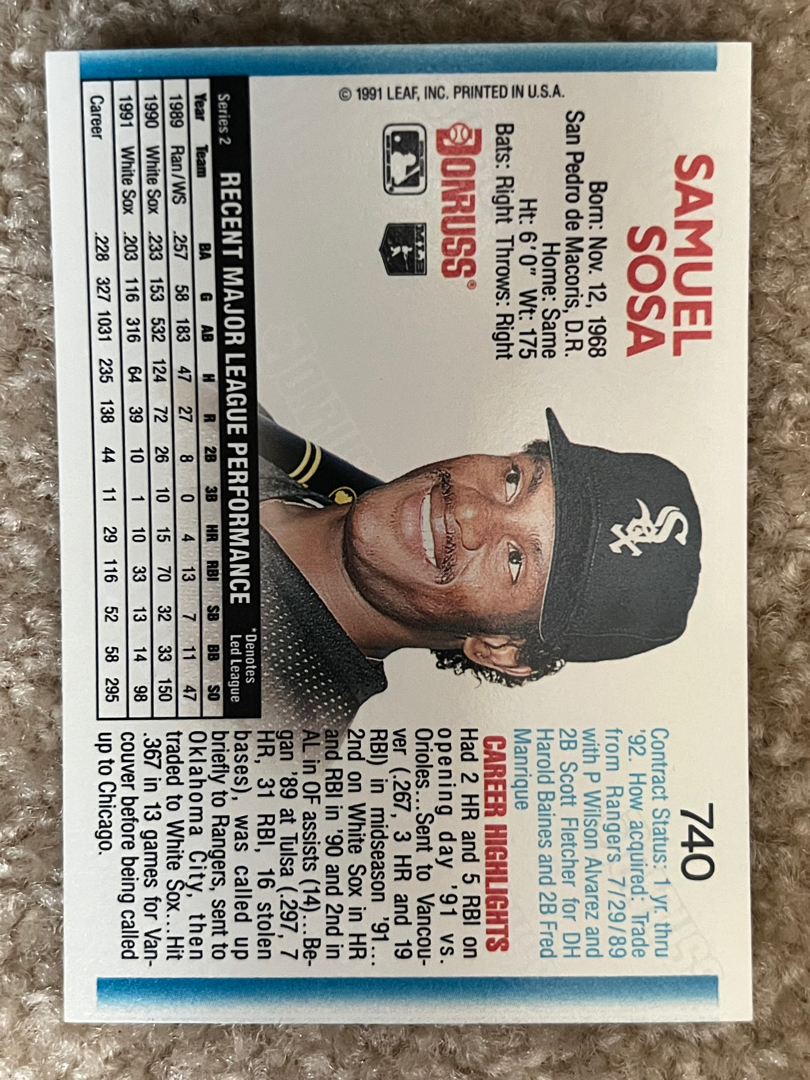 SAMUEL
SOSA
Born: Nov. 12, 1968
San Pedro de Macoris, D.R.
Home: Same
Ht: 6'0" Wt: 175
Bats: Right Throws: Right
DONRUSS®
MLB
© 1991 LEAF, INC. PRINTED IN U.S.A.
740
Contract Status: 1 yr. thru
'92. How acquired: Trade
from Rangers 7/29/89
with P Wilson Alvarez and
2B Scott Fletcher for DH
Harold Baines and 2B Fred
Manrique
CAREER HIGHLIGHTS
Had 2 HR and 5 RBI on
opening day '91 vs.
Orioles...Sent to Vancou-
ver (.267, 3 HR and 19
RBI) in midseason '91...
2nd on White Sox in HR
and RBI in '90 and 2nd in
AL in OF assists (14)...Be-
gan '89 at Tulsa (.297, 7
HR, 31 RBI, 16 stolen
bases), was called up
briefly to Rangers, sent to
Oklahoma City, then
traded to White Sox...Hit
.367 in 13 games for Van-
couver before being called
up to Chicago.
Series 2 RECENT MAJOR LEAGUE PERFORMANCE *Denotes
Led League
Year Team BA G AB H R 2B 3B HR RBI SB BB SO
1989 Ran/WS .257 58 183 47 27 8 0 4 13 7 11 47
1990 White Sox .233 153 532 124 72 26 10 15 70 32 33 150
1991 White Sox .203 116 316 64 39 10 1 10 33 13 14 98
Career .228 327 1031 235 138 44 11 29 116 52 58 295